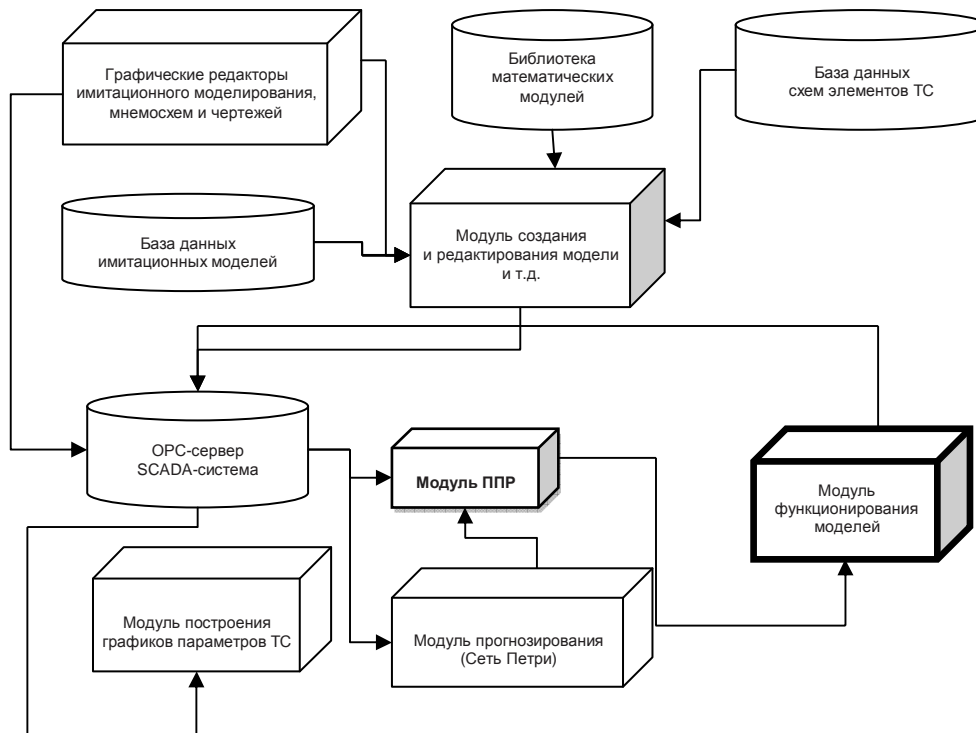 Графические редакторы
имитационного моделирования,
мнемосхем и чертежей
Библиотека
математических
модулей
База данных
схем элементов ТС
База данных
имитационных моделей
Модуль создания
и редактирования модели
и т.д.
OPC-сервер
SCADA-система
Модуль ППР
Модуль
функционирования
моделей
Модуль построения
графиков параметров ТС
Модуль прогнозирования
(Сеть Петри)